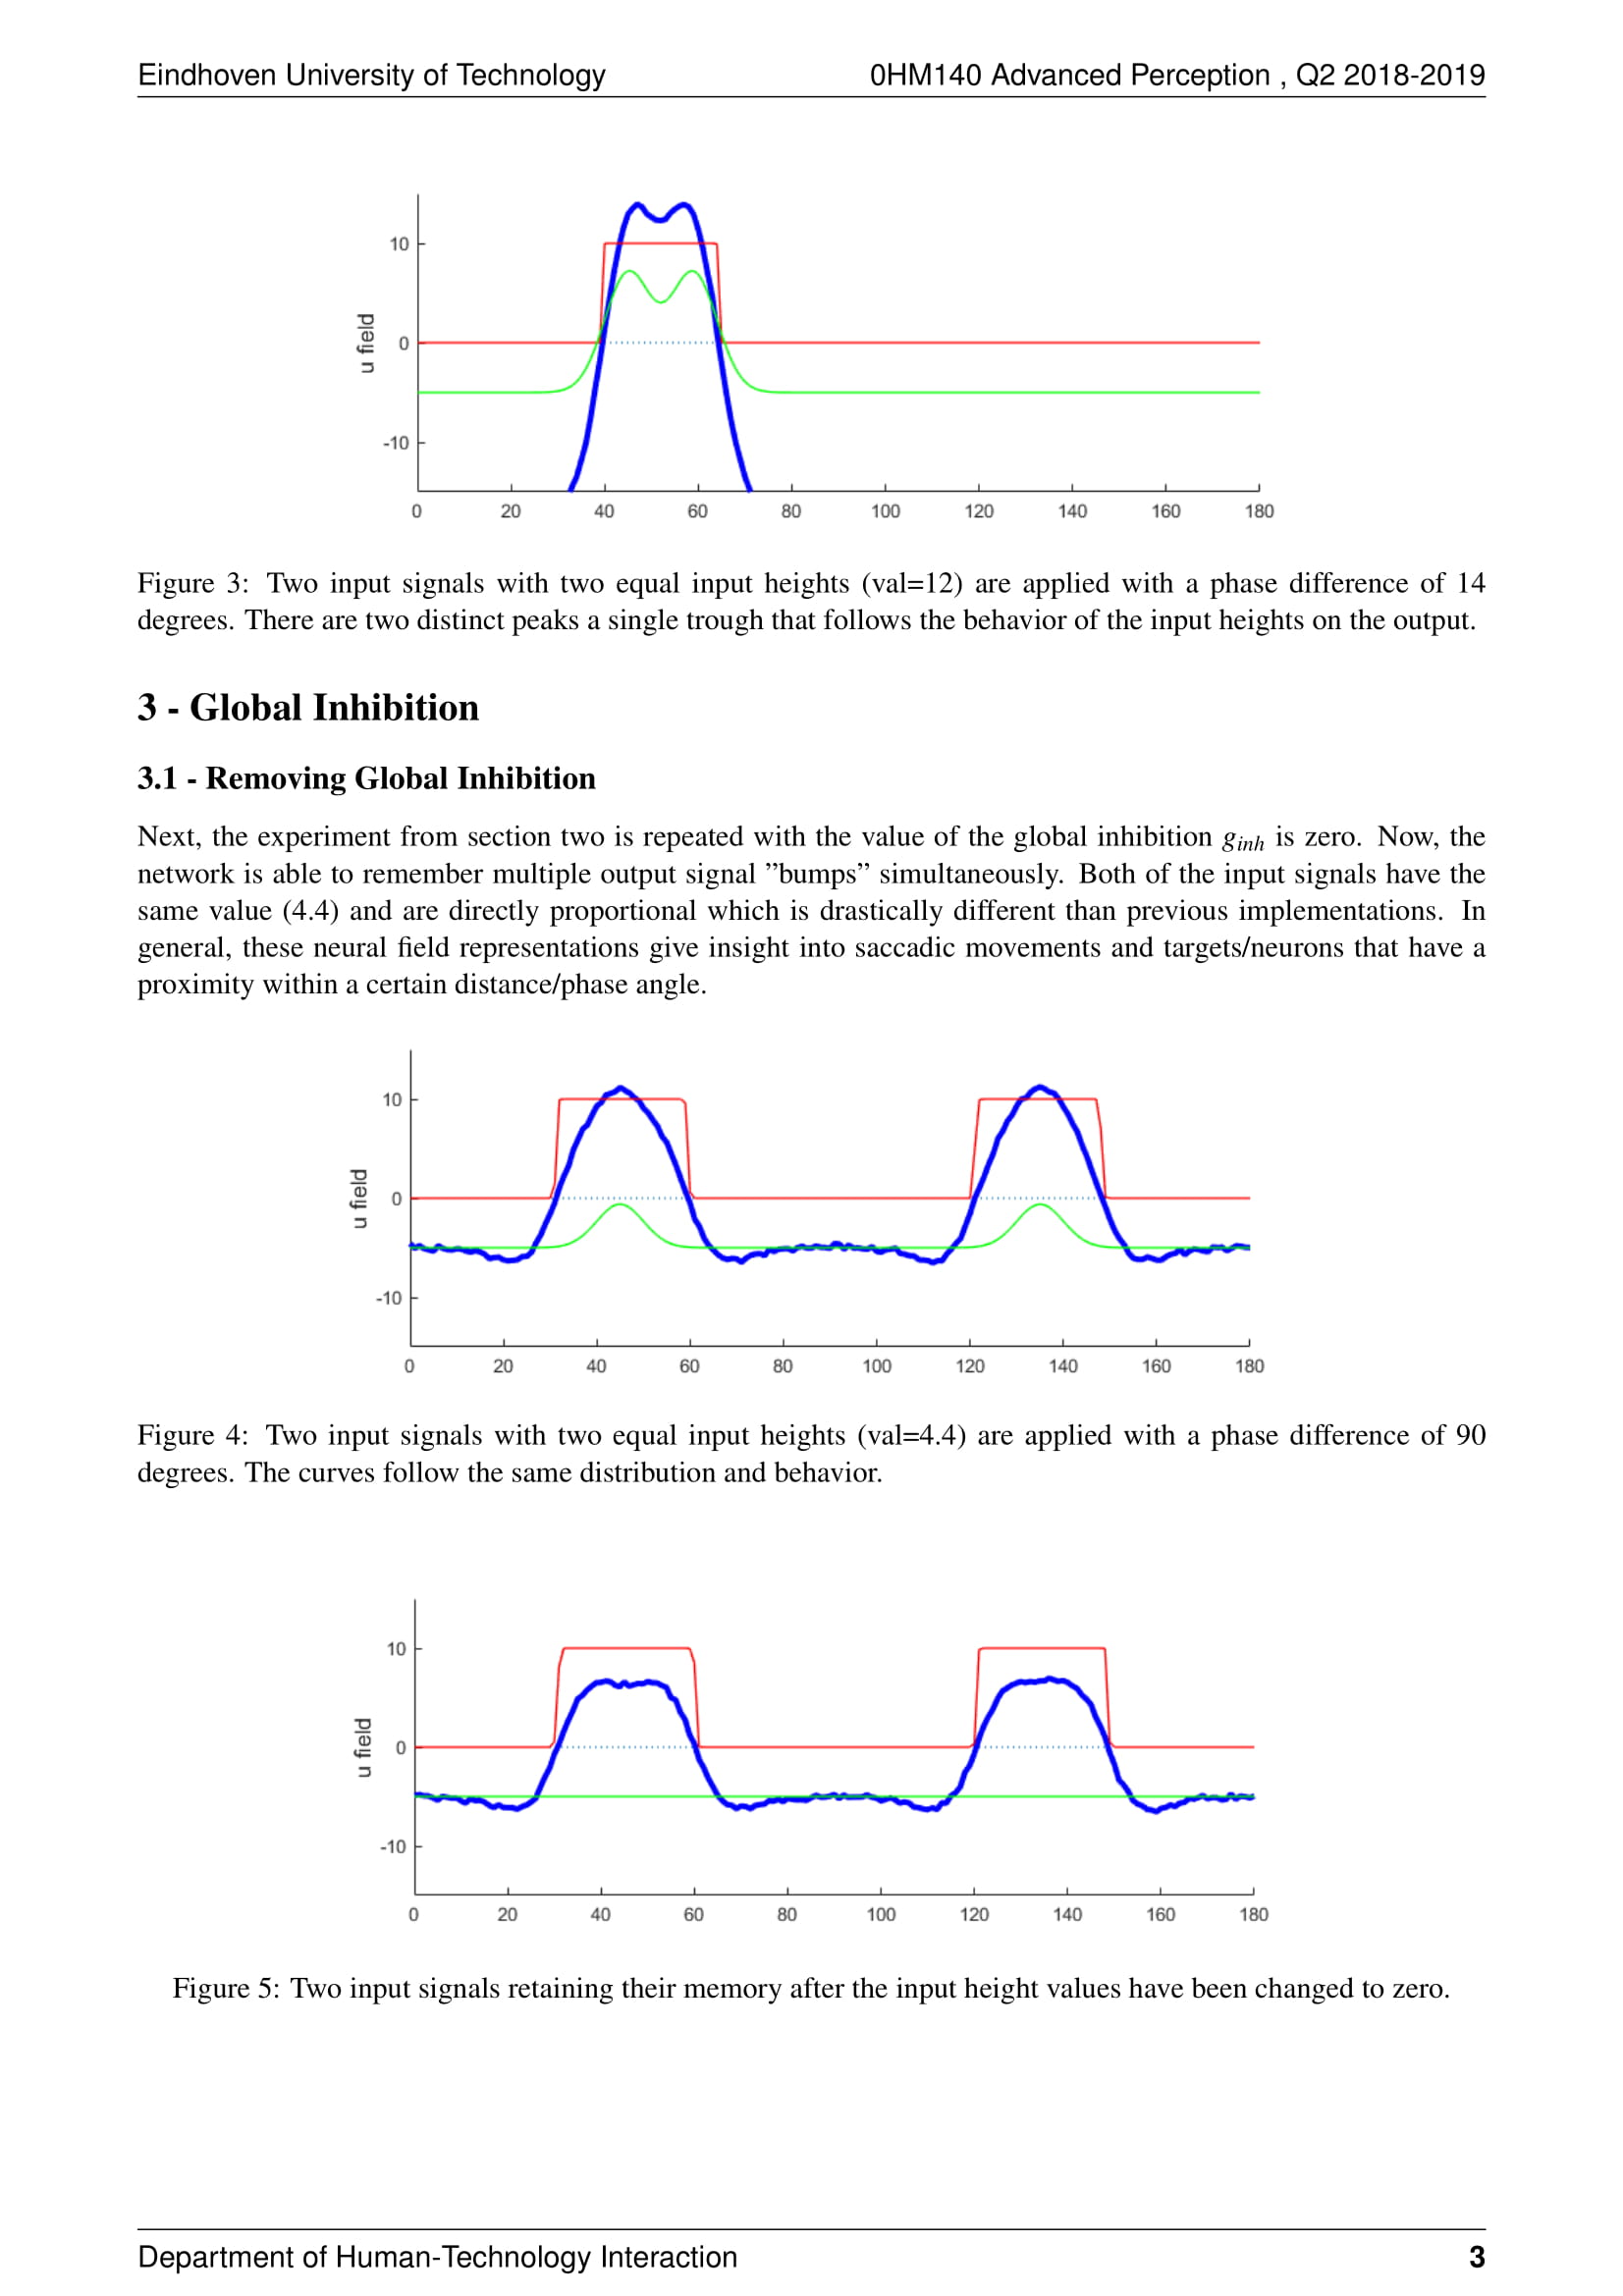 Eindhoven University of Technology 0HM140 Advanced Perception , Q2 2018-2019
10
0
-10
u field
0 20 40 60 80 100 120 140 160 180
Figure 3: Two input signals with two equal input heights (val=12) are applied with a phase difference of 14
degrees. There are two distinct peaks a single trough that follows the behavior of the input heights on the output.
3 - Global Inhibition
3.1 - Removing Global Inhibition
Next, the experiment from section two is repeated with the value of the global inhibition g_inh is zero. Now, the
network is able to remember multiple output signal ”bumps” simultaneously. Both of the input signals have the
same value (4.4) and are directly proportional which is drastically different than previous implementations. In
general, these neural field representations give insight into saccadic movements and targets/neurons that have a
proximity within a certain distance/phase angle.
10
0
-10
u field
0 20 40 60 80 100 120 140 160 180
Figure 4: Two input signals with two equal input heights (val=4.4) are applied with a phase difference of 90
degrees. The curves follow the same distribution and behavior.
10
0
-10
u field
0 20 40 60 80 100 120 140 160 180
Figure 5: Two input signals retaining their memory after the input height values have been changed to zero.
Department of Human-Technology Interaction 3